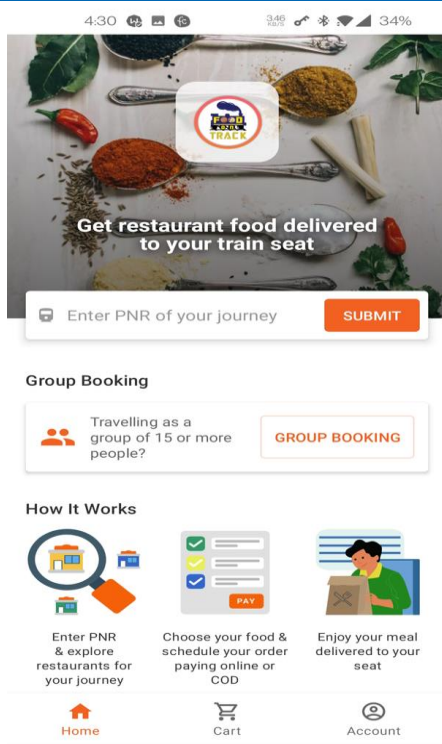 4:30
3.46
KB/S
34%
FOOD
ON
TRACK
Get restaurant food delivered
to your train seat
Enter PNR of your journey
SUBMIT
Group Booking
Travelling as a
group of 15 or more
people?
GROUP BOOKING
How It Works
PAY
Enter PNR
& explore
restaurants for
your journey
Choose your food &
schedule your order
paying online or
COD
Enjoy your meal
delivered to your
seat
Home
Cart
Account